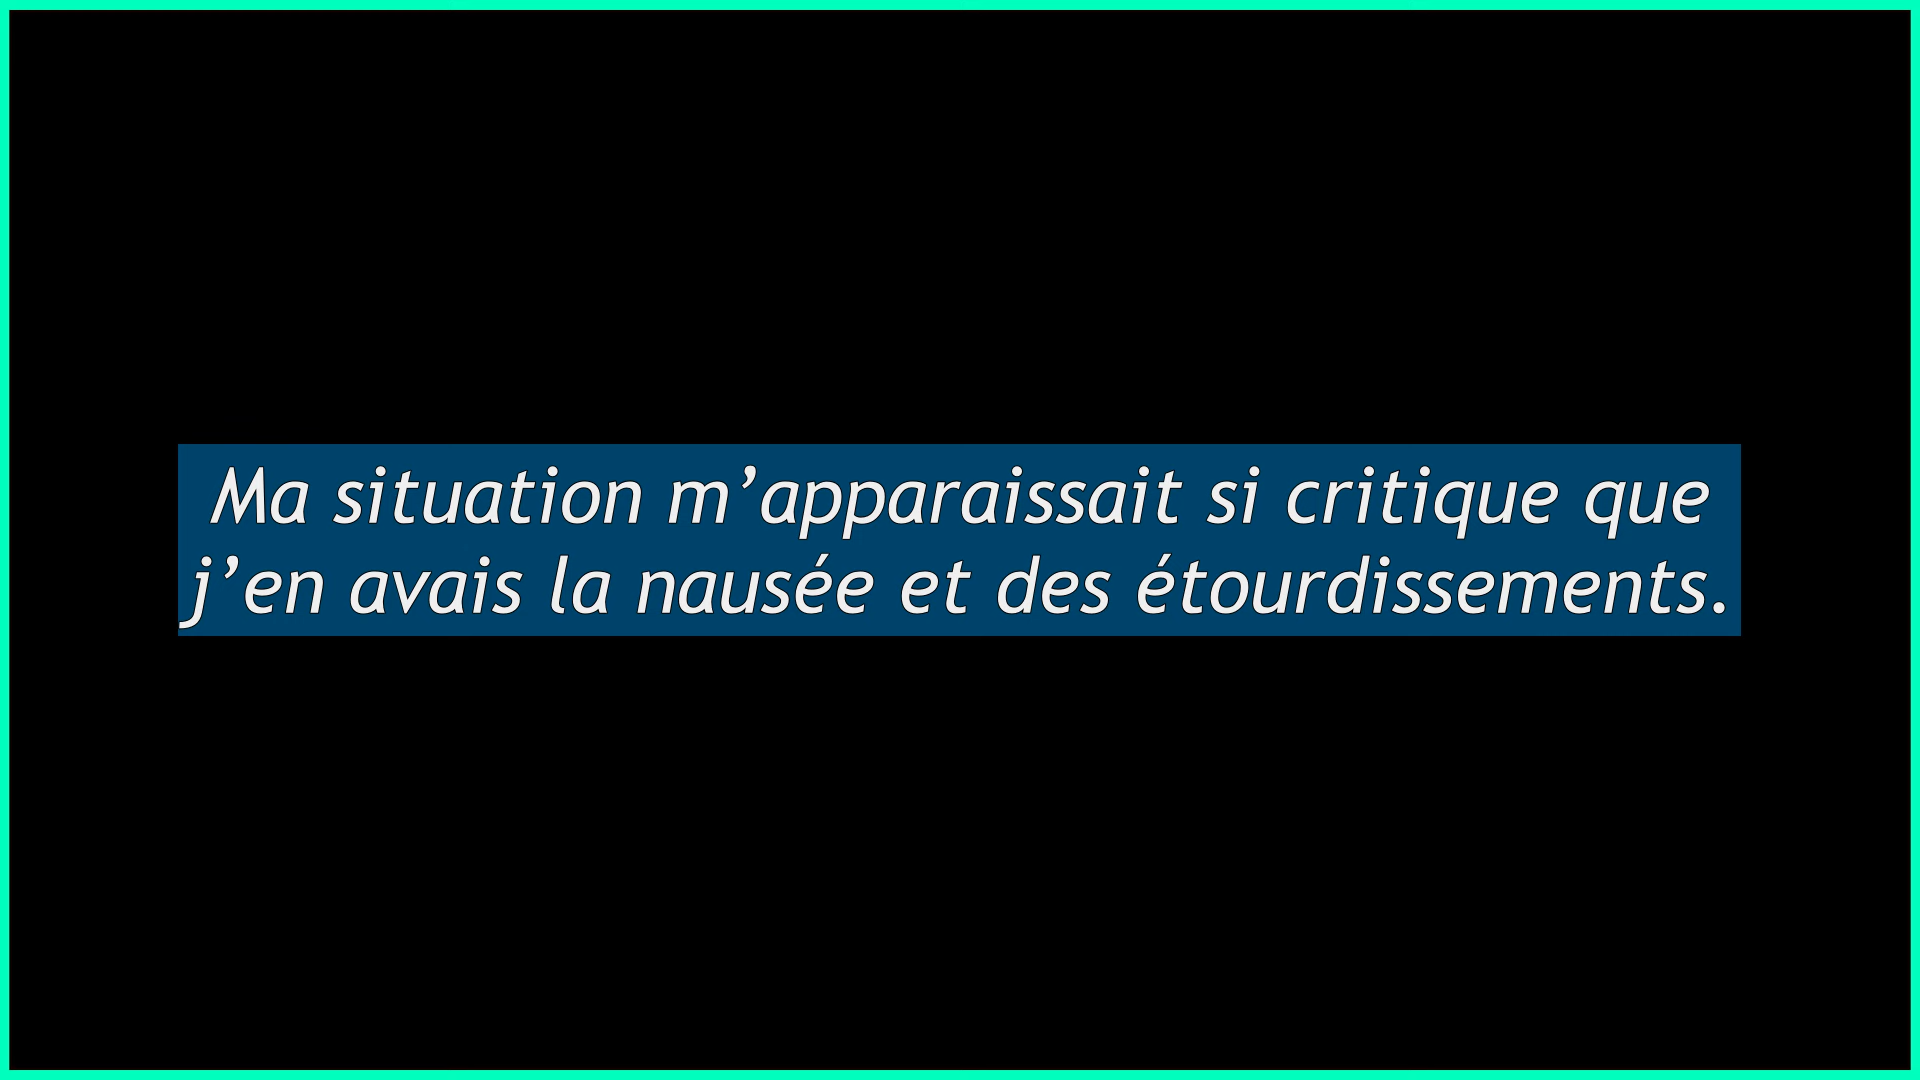 Ma situation m’apparaissait si critique que
j’en avais la nausée et des étourdissements.